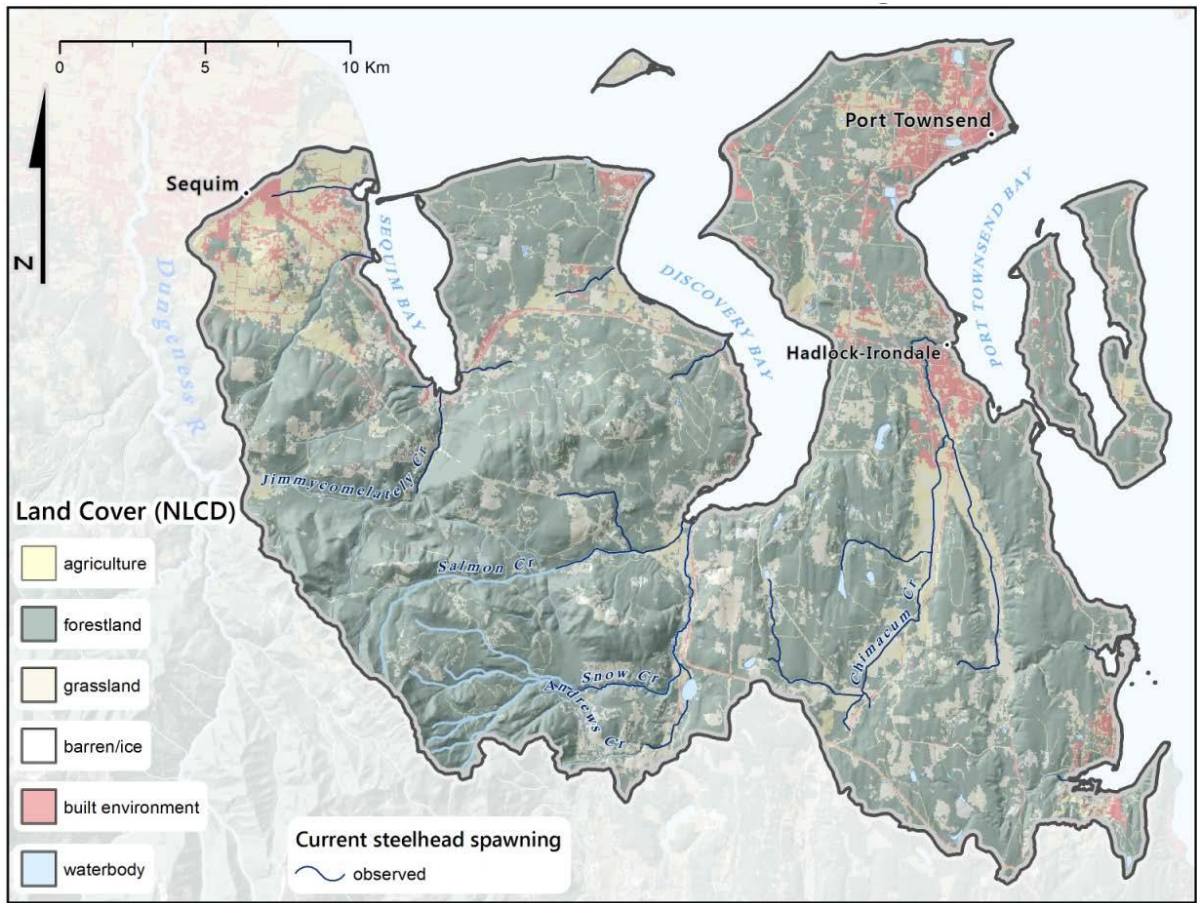 0 5 10 Km
N
Port Townsend
Sequim
SEQUIM BAY
DISCOVERY BAY
PORT TOWNSEND BAY
Dungeness R
Hadlock-Irondale
Jimmycomelately Cr
Salmon Cr
Chimacum Cr
Snow Cr
Andrews Cr
Land Cover (NLCD)
agriculture
forestland
grassland
barren/ice
built environment
waterbody
Current steelhead spawning
observed